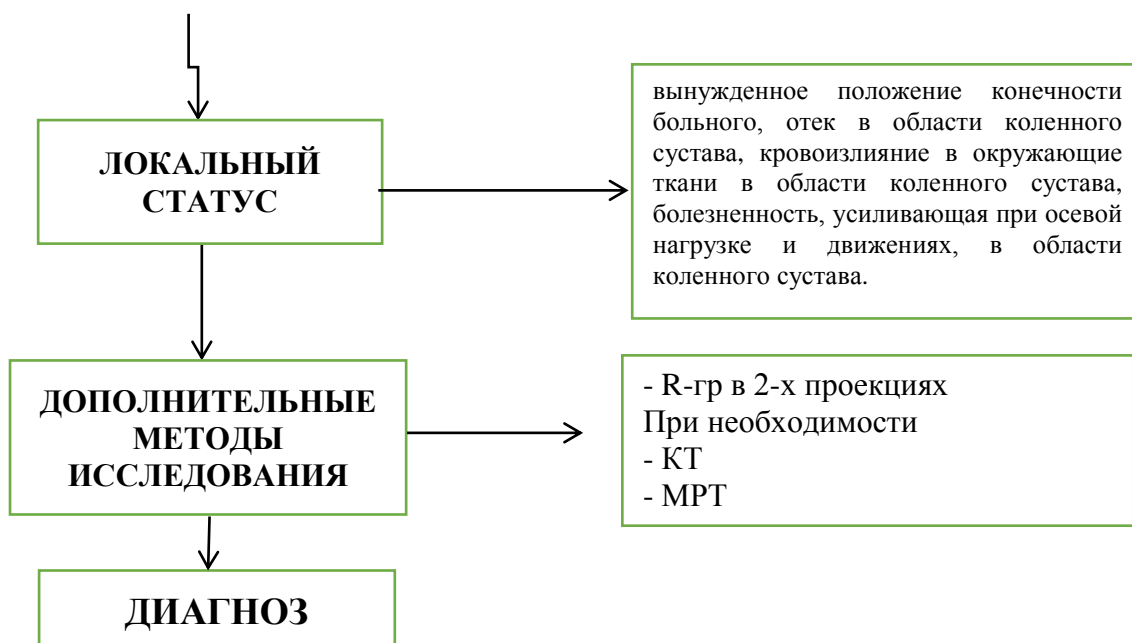 ЛОКАЛЬНЫЙ
СТАТУС
вынужденное положение конечности
больного, отек в области коленного
сустава, кровоизлияние в окружающие
ткани в области коленного сустава,
болезненность, усиливающая при осевой
нагрузке и движениях, в области
коленного сустава.
ДОПОЛНИТЕЛЬНЫЕ
МЕТОДЫ
ИССЛЕДОВАНИЯ
- R-гр в 2-х проекциях
При необходимости
- КТ
- МРТ
ДИАГНОЗ